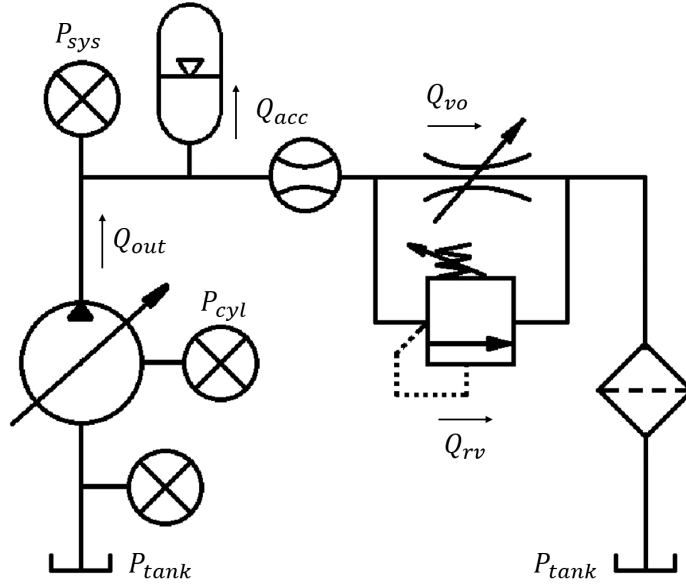 P_sys
Q_acc
Q_vo
Q_out
P_cyl
Q_rv
P_tank
P_tank